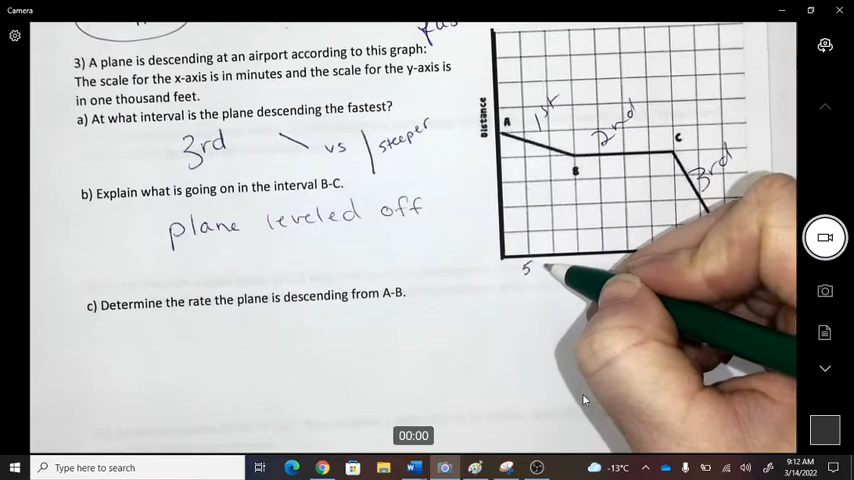 Camera
3) A plane is descending at an airport according to this graph:
The scale for the x-axis is in minutes and the scale for the y-axis is
in one thousand feet.
a) At what interval is the plane descending the fastest?
3rd vs steeper
b) Explain what is going on in the interval B-C.
plane leveled off
c) Determine the rate the plane is descending from A-B.
Distance
A
1st
B
2nd
C
3rd
5
00:00
Type here to search
-13°C
9:12 AM
3/14/2022